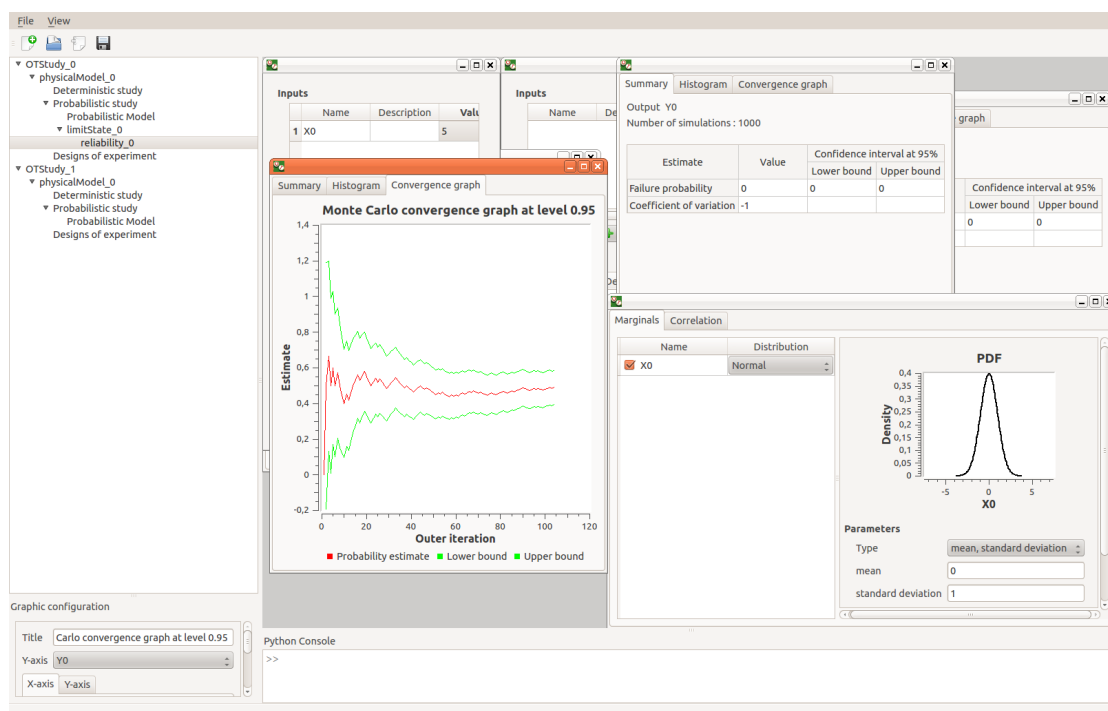 File View
OTStudy_0
physicalModel_0
Deterministic study
Probabilistic study
Probabilistic Model
limitState_0
reliability_0
Designs of experiment
OTStudy_1
physicalModel_0
Deterministic study
Probabilistic study
Probabilistic Model
Designs of experiment
Graphic configuration
Title Carlo convergence graph at level 0.95
Y-axis Y0
X-axis Y-axis
Inputs
Name Description Valu
1 X0 5
Inputs
Name De
De
Summary Histogram Convergence graph
Output Y0
Number of simulations : 1000
Estimate Value Confidence interval at 95%
Lower bound Upper bound
Failure probability 0 0 0
Coefficient of variation -1
graph
Confidence interval at 95%
Lower bound Upper bound
0 0
Summary Histogram Convergence graph
Monte Carlo convergence graph at level 0.95
Estimate
1,4
1,2
1
0,8
0,6
0,4
0,2
0
-0,2
0 20 40 60 80 100 120
Outer iteration
Probability estimate Lower bound Upper bound
Marginals Correlation
Name Distribution
X0 Normal
PDF
Density
0,4
0,35
0,3
0,25
0,2
0,15
0,1
0,05
0
-5 0 5
X0
Parameters
Type mean, standard deviation
mean 0
standard deviation 1
Python Console
>>